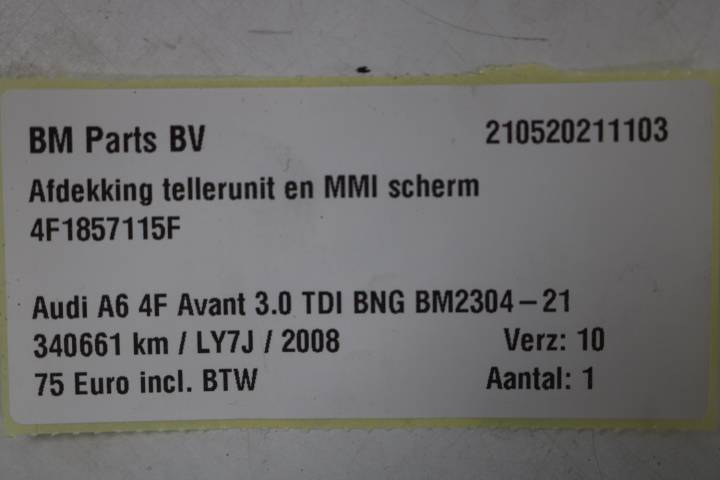 BM Parts BV 210520211103
Afdekking tellerunit en MMI scherm
4F1857115F
Audi A6 4F Avant 3.0 TDI BNG BM2304-21
340661 km / LY7J / 2008 Verz: 10
75 Euro incl. BTW Aantal: 1